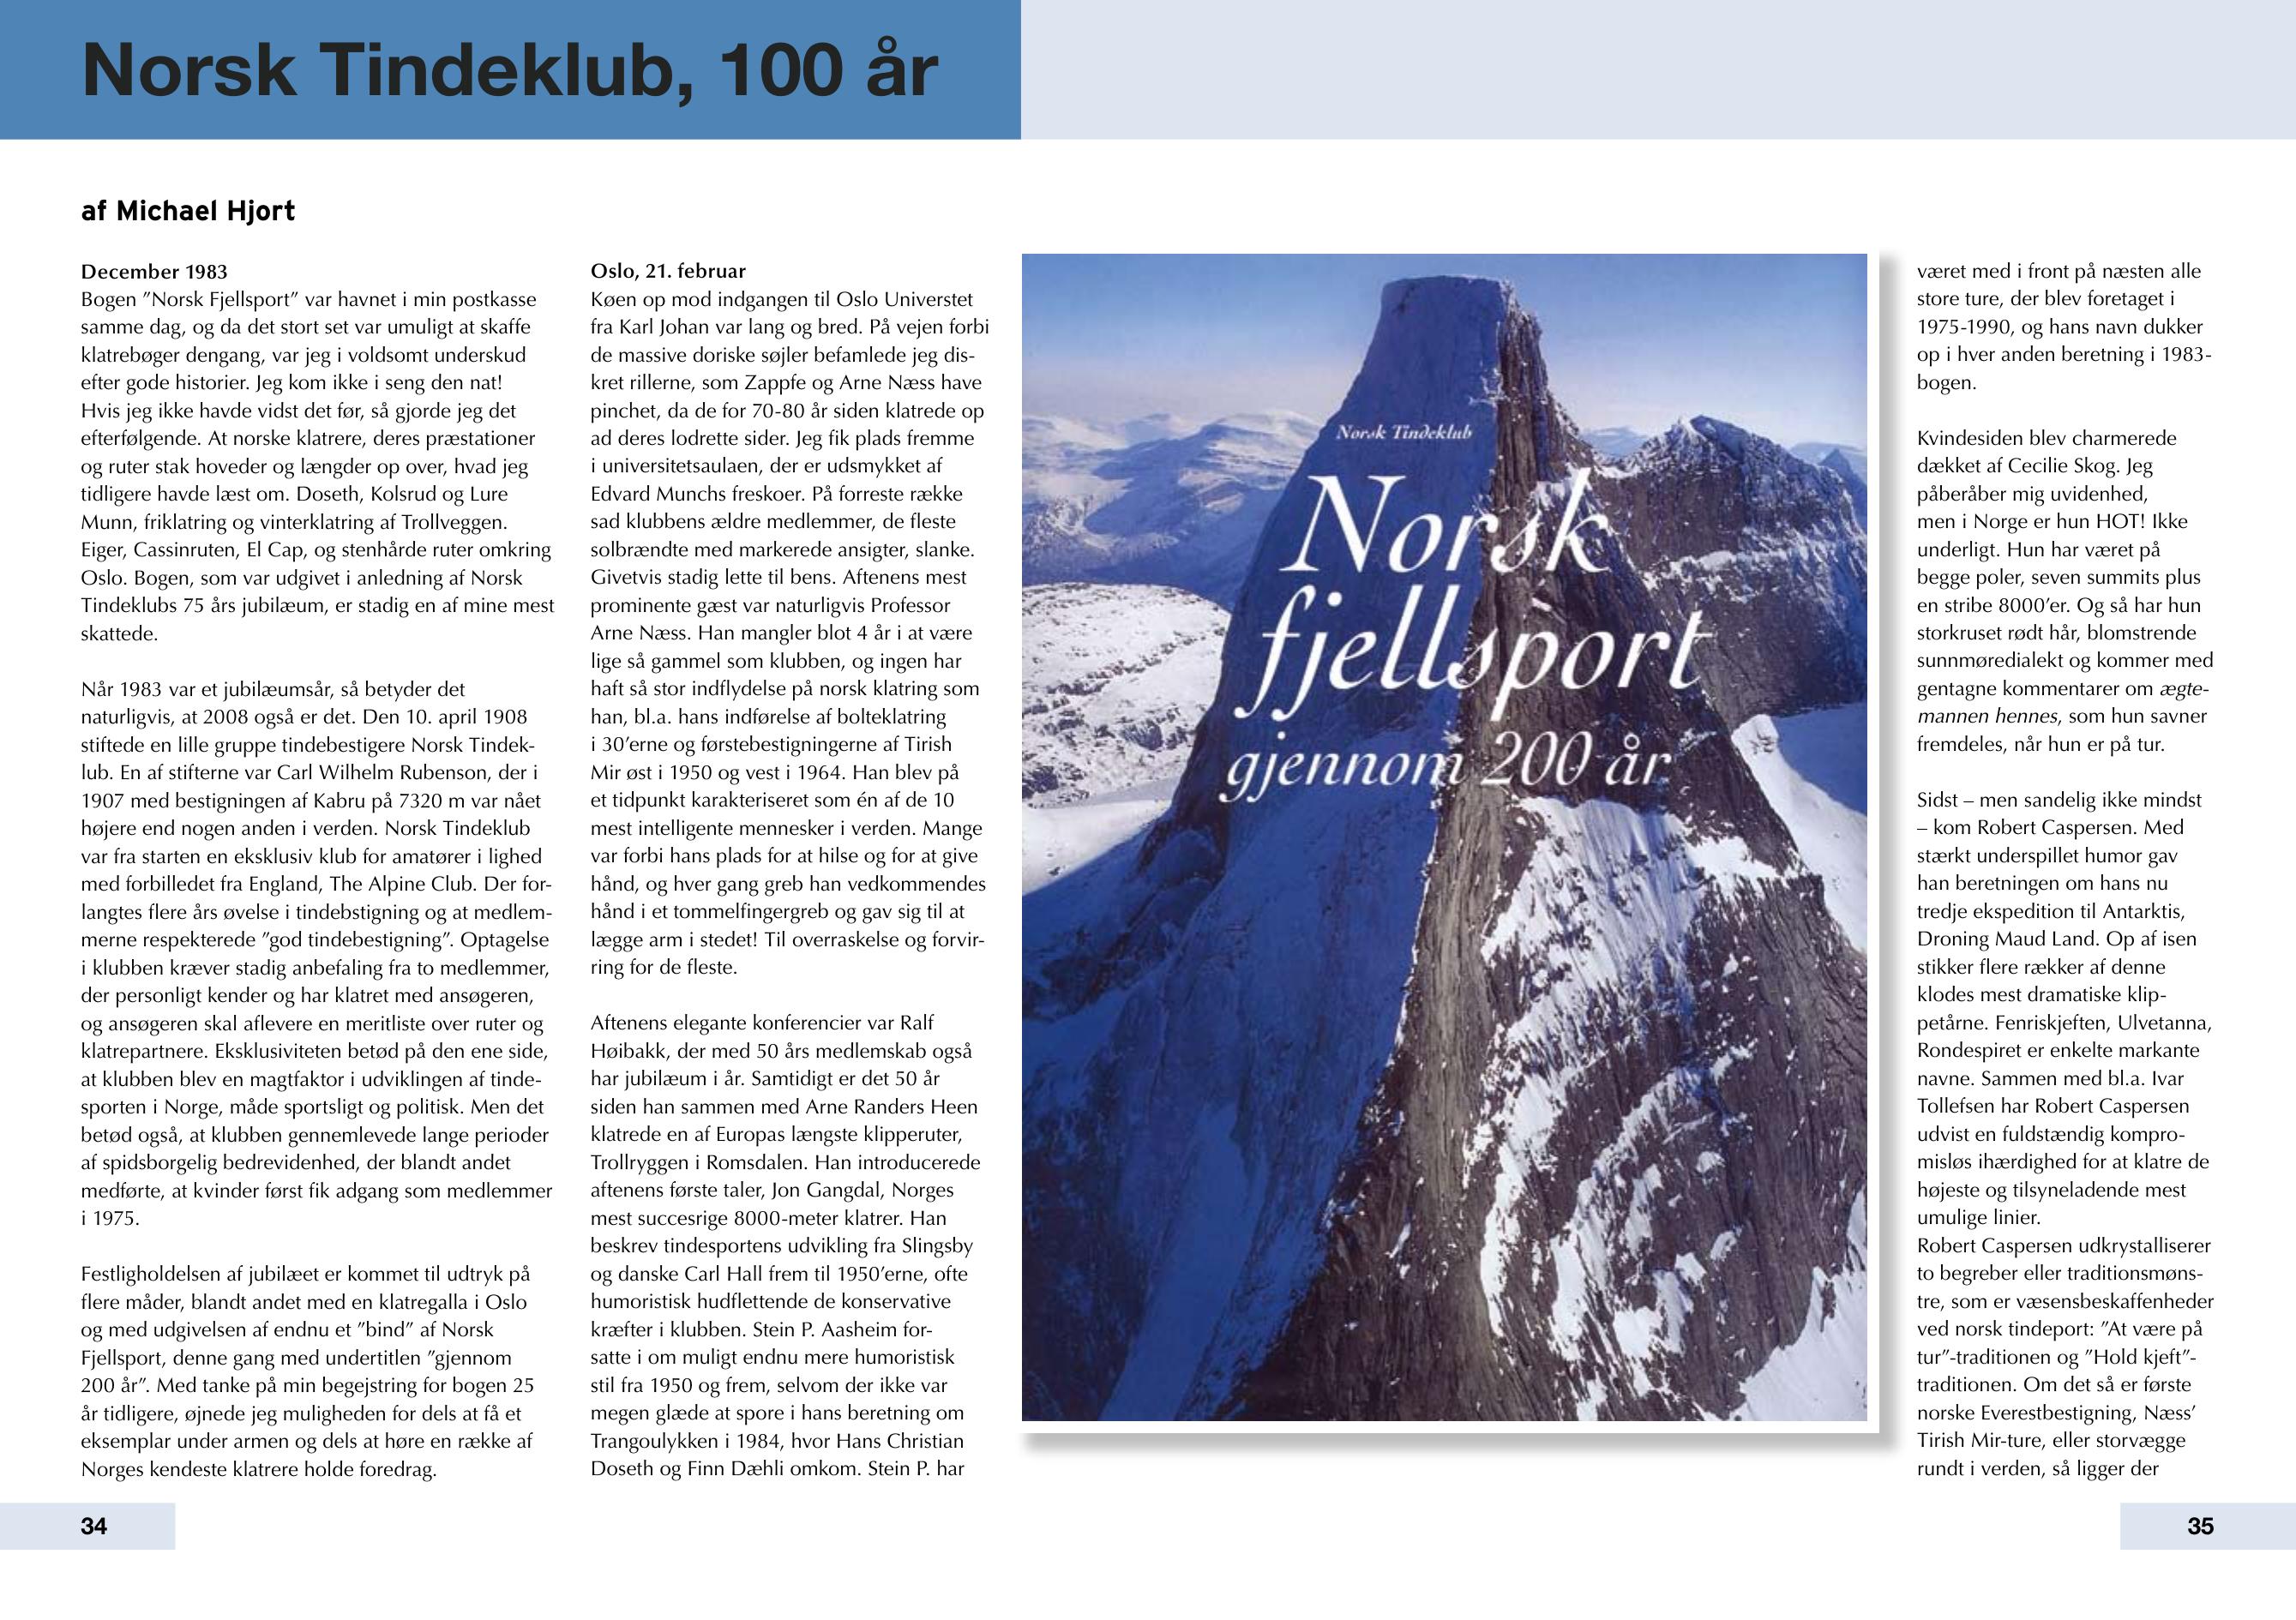 Norsk Tindeklub, 100 år
af Michael Hjort
December 1983
Bogen ”Norsk Fjellsport” var havnet i min postkasse
samme dag, og da det stort set var umuligt at skaffe
klatrebøger dengang, var jeg i voldsomt underskud
efter gode historier. Jeg kom ikke i seng den nat!
Hvis jeg ikke havde vidst det før, så gjorde jeg det
efterfølgende. At norske klatrere, deres præstationer
og ruter stak hoveder og længder op over, hvad jeg
tidligere havde læst om. Doseth, Kolsrud og Lure
Munn, friklatring og vinterklatring af Trollveggen.
Eiger, Cassinruten, El Cap, og stenhårde ruter omkring
Oslo. Bogen, som var udgivet i anledning af Norsk
Tindeklubs 75 års jubilæum, er stadig en af mine mest
skattede.
Når 1983 var et jubilæumsår, så betyder det
naturligvis, at 2008 også er det. Den 10. april 1908
stiftede en lille gruppe tindebestigere Norsk Tindek-
lub. En af stifterne var Carl Wilhelm Rubenson, der i
1907 med bestigningen af Kabru på 7320 m var nået
højere end nogen anden i verden. Norsk Tindeklub
var fra starten en eksklusiv klub for amatører i lighed
med forbilledet fra England, The Alpine Club. Der for-
langtes flere års øvelse i tindebstigning og at medlem-
merne respekterede ”god tindebestigning”. Optagelse
i klubben kræver stadig anbefaling fra to medlemmer,
der personligt kender og har klatret med ansøgeren,
og ansøgeren skal aflevere en meritliste over ruter og
klatrepartnere. Eksklusiviteten betød på den ene side,
at klubben blev en magtfaktor i udviklingen af tinde-
sporten i Norge, måde sportsligt og politisk. Men det
betød også, at klubben gennemlevede lange perioder
af spidsborgelig bedrevidenhed, der blandt andet
medførte, at kvinder først fik adgang som medlemmer
i 1975.
Festligholdelsen af jubilæet er kommet til udtryk på
flere måder, blandt andet med en klatregalla i Oslo
og med udgivelsen af endnu et ”bind” af Norsk
Fjellsport, denne gang med undertitlen ”gjennom
200 år”. Med tanke på min begejstring for bogen 25
år tidligere, øjnede jeg muligheden for dels at få et
eksemplar under armen og dels at høre en række af
Norges kendeste klatrere holde foredrag.
Oslo, 21. februar
Køen op mod indgangen til Oslo Universtet
fra Karl Johan var lang og bred. På vejen forbi
de massive doriske søjler befamlede jeg dis-
kret rillerne, som Zappfe og Arne Næss have
pinchet, da de for 70-80 år siden klatrede op
ad deres lodrette sider. Jeg fik plads fremme
i universitetsaulaen, der er udsmykket af
Edvard Munchs freskoer. På forreste række
sad klubbens ældre medlemmer, de fleste
solbrændte med markerede ansigter, slanke.
Givetvis stadig lette til bens. Aftenens mest
prominente gæst var naturligvis Professor
Arne Næss. Han mangler blot 4 år i at være
lige så gammel som klubben, og ingen har
haft så stor indflydelse på norsk klatring som
han, bl.a. hans indførelse af bolteklatring
i 30’erne og førstebestigningerne af Tirish
Mir øst i 1950 og vest i 1964. Han blev på
et tidpunkt karakteriseret som én af de 10
mest intelligente mennesker i verden. Mange
var forbi hans plads for at hilse og for at give
hånd, og hver gang greb han vedkommendes
hånd i et tommelfingergreb og gav sig til at
lægge arm i stedet! Til overraskelse og forvir-
ring for de fleste.
Aftenens elegante konferencier var Ralf
Høibakk, der med 50 års medlemskab også
har jubilæum i år. Samtidigt er det 50 år
siden han sammen med Arne Randers Heen
klatrede en af Europas længste klipperuter,
Trollryggen i Romsdalen. Han introducerede
aftenens første taler, Jon Gangdal, Norges
mest succesrige 8000-meter klatrer. Han
beskrev tindesportens udvikling fra Slingsby
og danske Carl Hall frem til 1950’erne, ofte
humoristisk hudflettende de konservative
kræfter i klubben. Stein P. Aasheim for-
satte i om muligt endnu mere humoristisk
stil fra 1950 og frem, selvom der ikke var
megen glæde at spore i hans beretning om
Trangoulykken i 1984, hvor Hans Christian
Doseth og Finn Dæhli omkom. Stein P. har
Norsk Tindeklub
Norsk
fjellsport
gjennom 200 år
været med i front på næsten alle
store ture, der blev foretaget i
1975-1990, og hans navn dukker
op i hver anden beretning i 1983-
bogen.
Kvindesiden blev charmerede
dækket af Cecilie Skog. Jeg
påberåber mig uvidenhed,
men i Norge er hun HOT! Ikke
underligt. Hun har været på
begge poler, seven summits plus
en stribe 8000’er. Og så har hun
storkruset rødt hår, blomstrende
sunnmøredialekt og kommer med
gentagne kommentarer om ægte-
mannen hennes, som hun savner
fremdeles, når hun er på tur.
Sidst – men sandelig ikke mindst
– kom Robert Caspersen. Med
stærkt underspillet humor gav
han beretningen om hans nu
tredje ekspedition til Antarktis,
Droning Maud Land. Op af isen
stikker flere rækker af denne
klodes mest dramatiske klip-
petårne. Fenriskjeften, Ulvetanna,
Rondespiret er enkelte markante
navne. Sammen med bl.a. Ivar
Tollefsen har Robert Caspersen
udvist en fuldstændig kompro-
misløs ihærdighed for at klatre de
højeste og tilsyneladende mest
umulige linier.
Robert Caspersen udkrystalliserer
to begreber eller traditionsmøns-
tre, som er væsensbeskaffenheder
ved norsk tindeport: ”At være på
tur”-traditionen og ”Hold kjeft”-
traditionen. Om det så er første
norske Everestbestigning, Næss’
Tirish Mir-ture, eller storvægge
rundt i verden, så ligger der
34
35